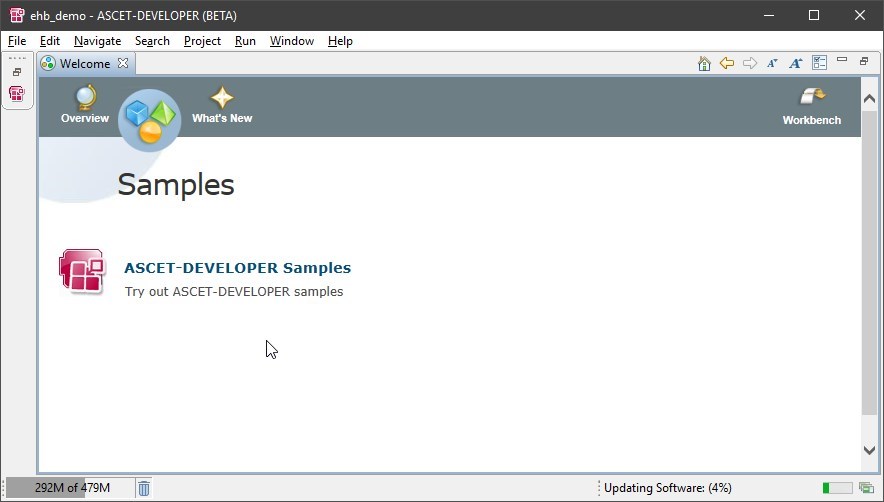 ehb_demo - ASCET-DEVELOPER (BETA)
File Edit Navigate Search Project Run Window Help
Welcome
Overview
What's New
Workbench
Samples
ASCET-DEVELOPER Samples
Try out ASCET-DEVELOPER samples
292M of 479M
Updating Software: (4%)